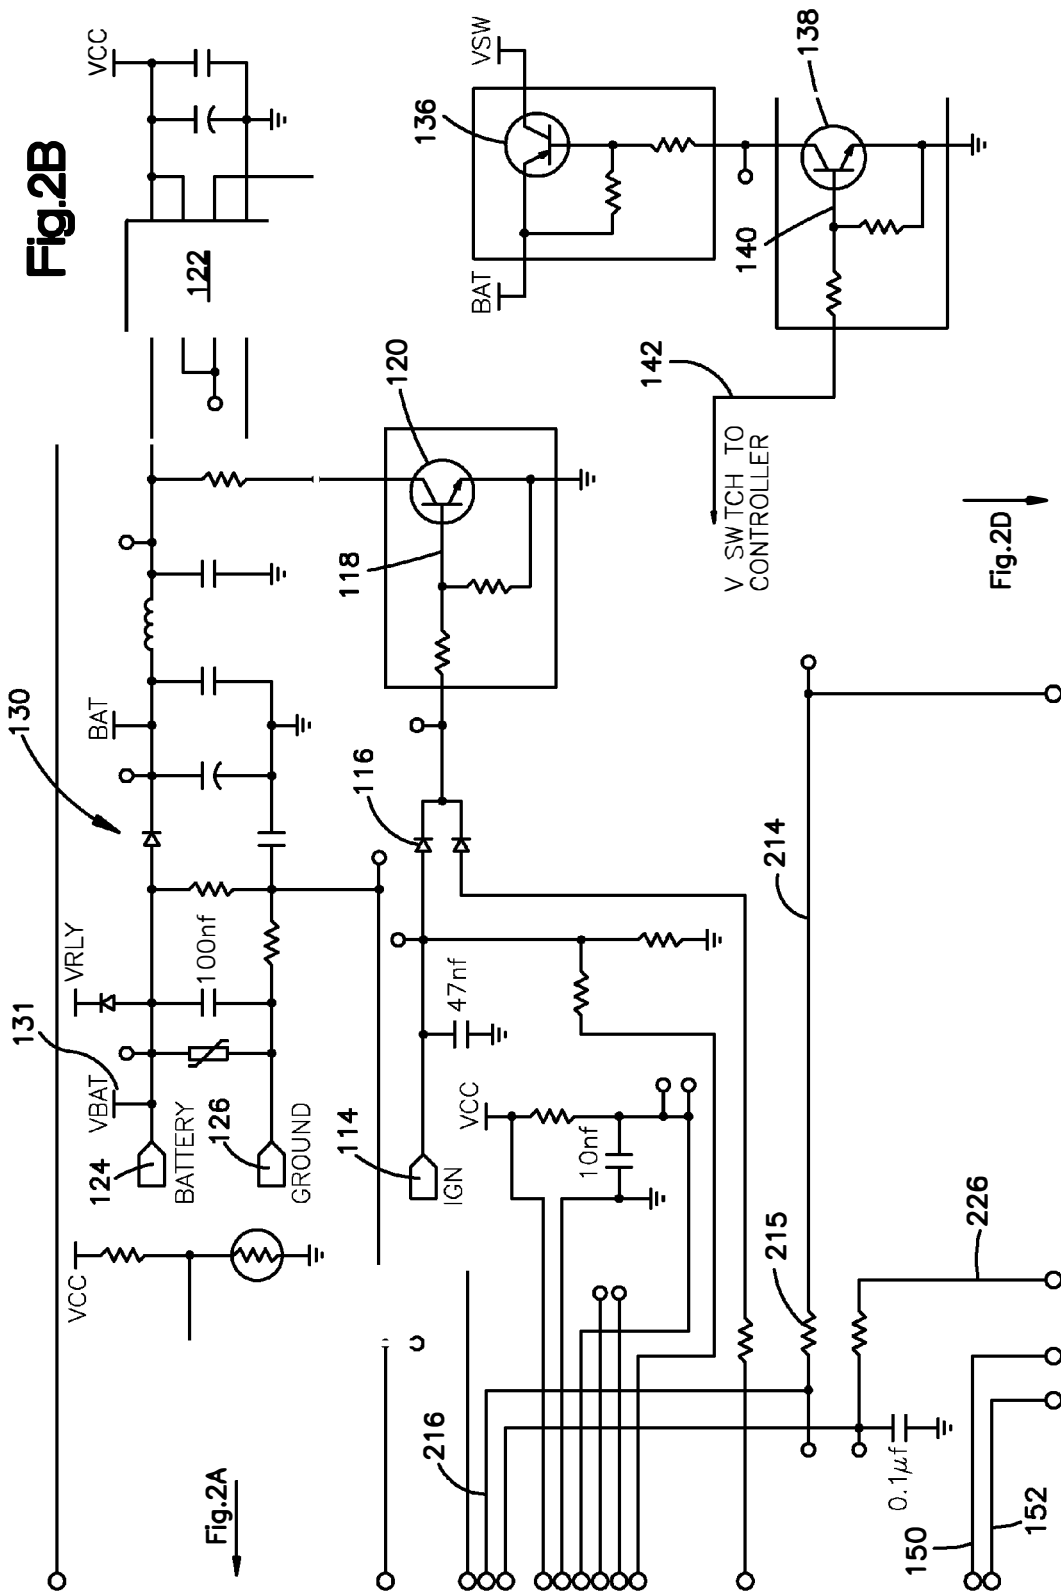 Fig.2B
VCC
122
130
131
VBAT
VRLY
BAT
124
BATTERY
126
GROUND
100nf
VCC
Fig.2A
114
IGN
47nf
116
118
120
VCC
10nf
216
215
214
226
0.1µf
150
152
BAT
VSW
136
138
140
142
V SW TCH TO
CONTROLLER
Fig.2D